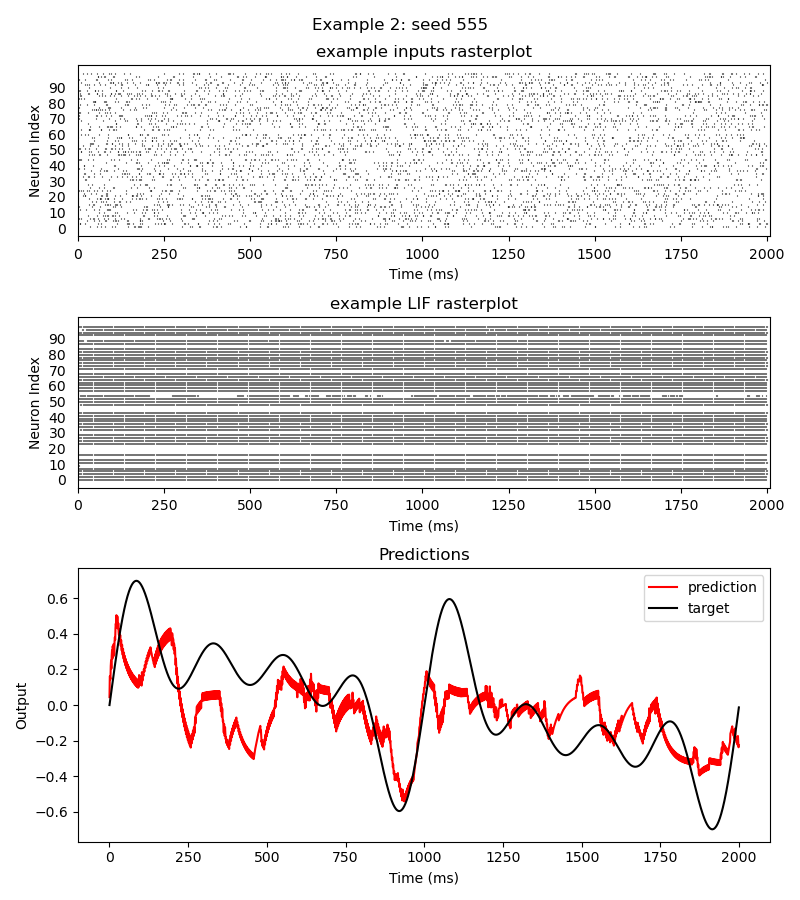 Example 2: seed 555
example inputs rasterplot
90
80
70
60
50
40
30
20
10
0
Neuron Index
0 250 500 750 1000 1250 1500 1750 2000
Time (ms)
example LIF rasterplot
90
80
70
60
50
40
30
20
10
0
Neuron Index
0 250 500 750 1000 1250 1500 1750 2000
Time (ms)
Predictions
prediction
target
0.6
0.4
0.2
0.0
−0.2
−0.4
−0.6
Output
0 250 500 750 1000 1250 1500 1750 2000
Time (ms)